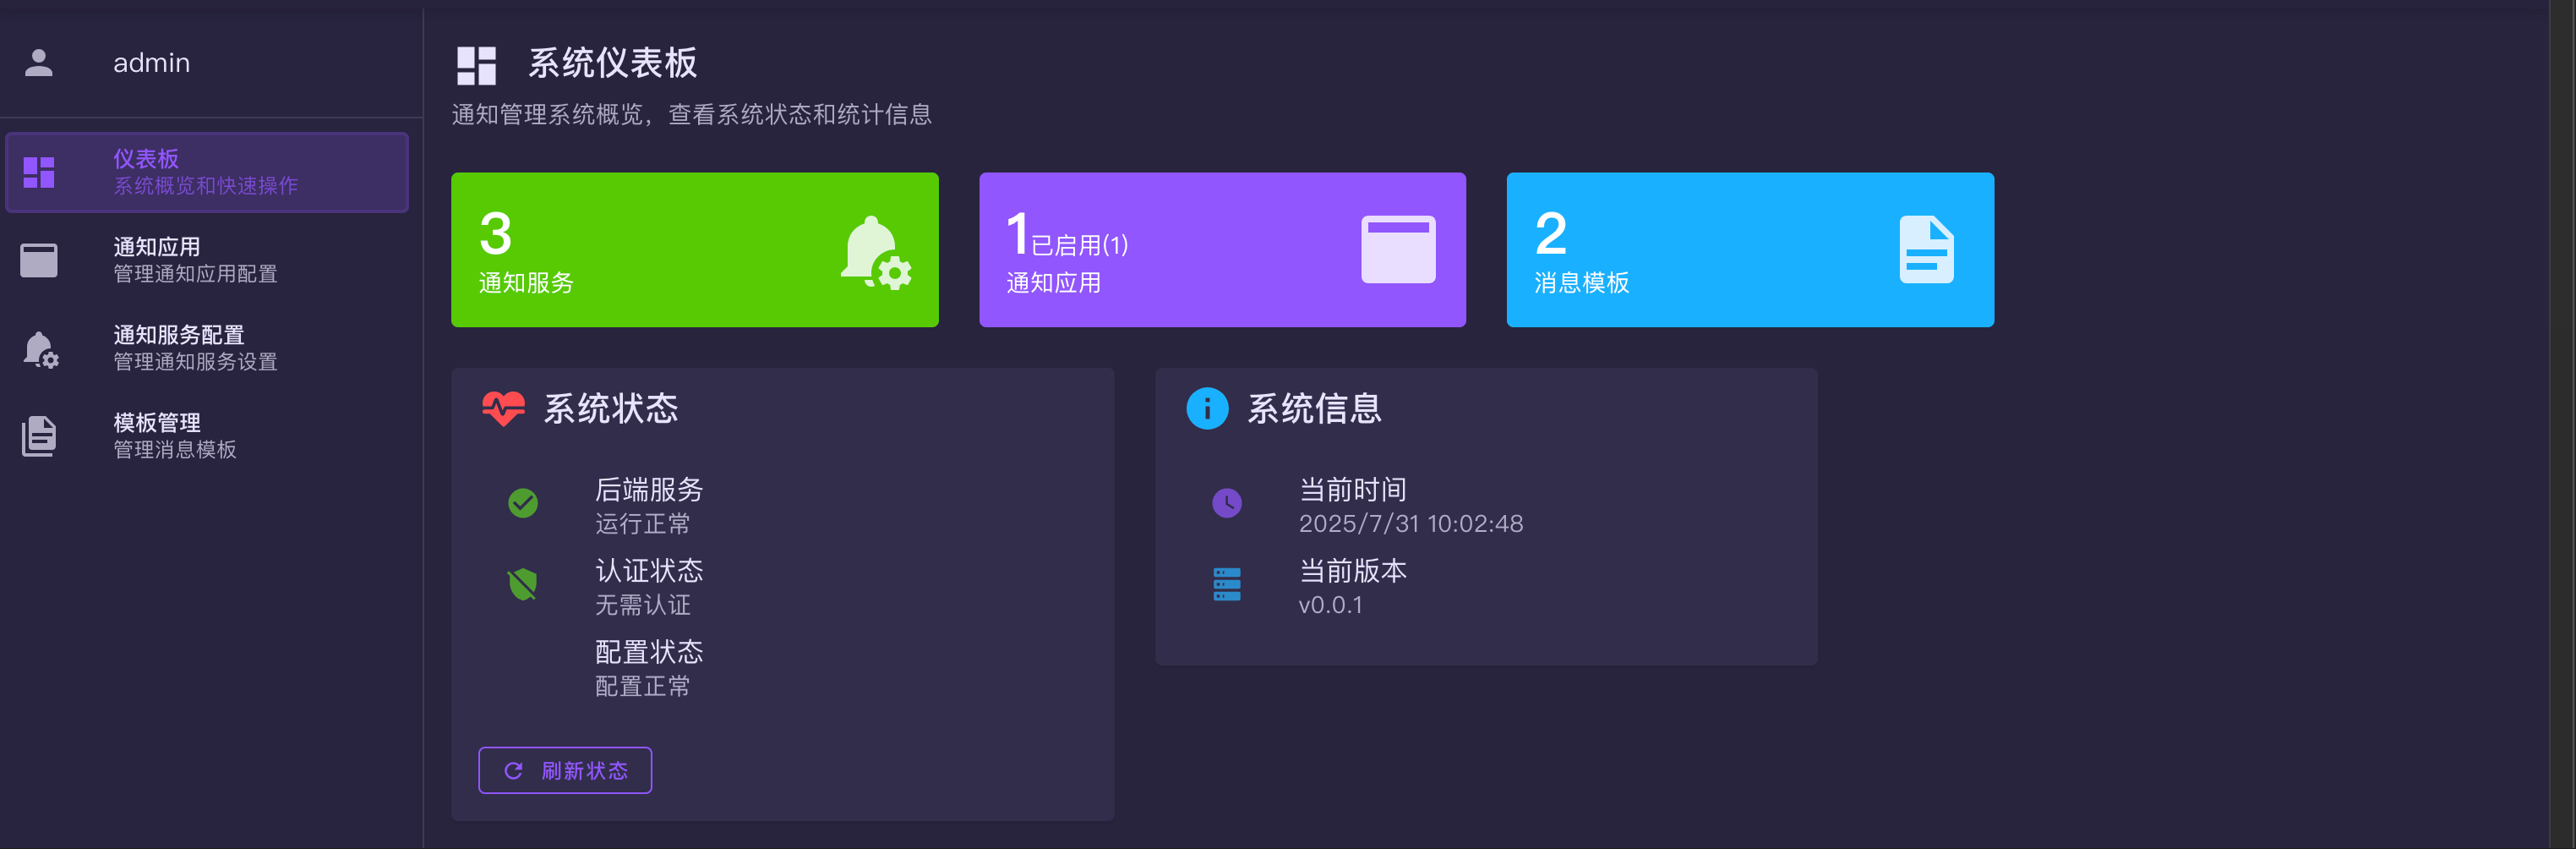 admin
仪表板
系统概览和快速操作
通知应用
管理通知应用配置
通知服务配置
管理通知服务设置
模板管理
管理消息模板
系统仪表板
通知管理系统概览，查看系统状态和统计信息
3
通知服务
1已启用(1)
通知应用
2
消息模板
系统状态
后端服务
运行正常
认证状态
无需认证
配置状态
配置正常
刷新状态
系统信息
当前时间
2025/7/31 10:02:48
当前版本
v0.0.1